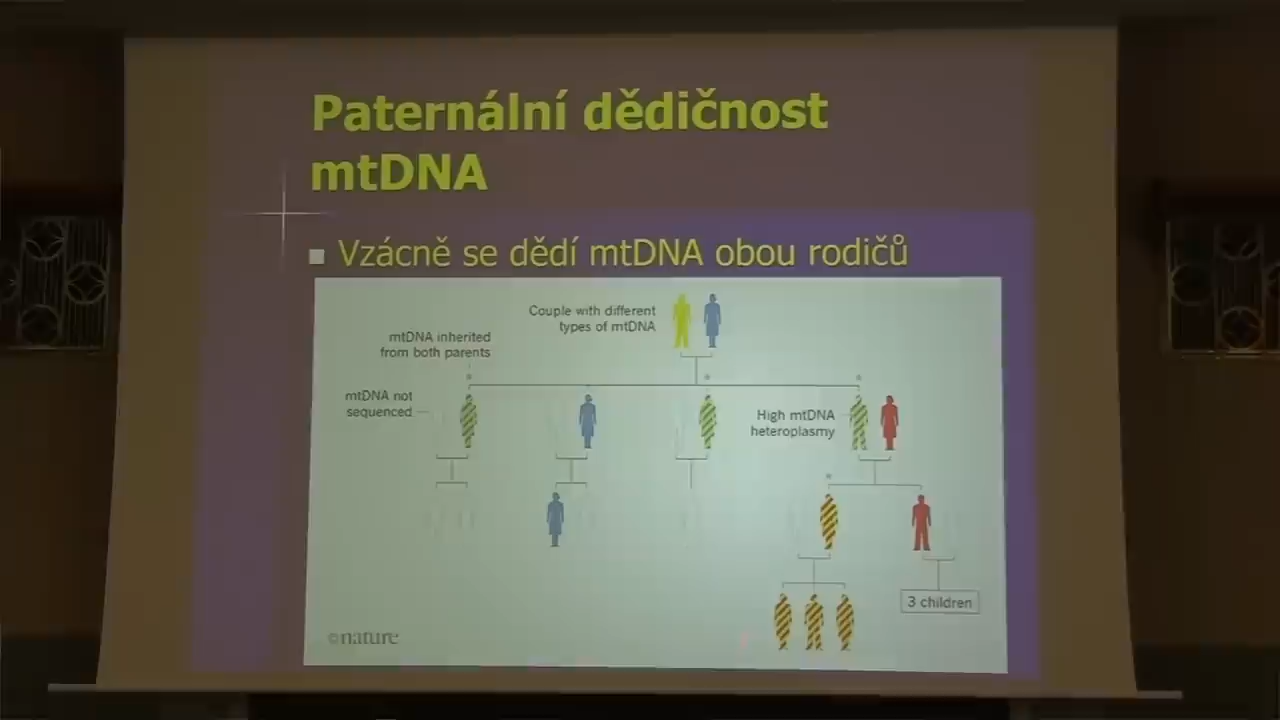 Paternální dědičnost
mtDNA
Vzácně se dědí mtDNA obou rodičů
Couple with different
types of mtDNA
mtDNA inherited
from both parents
mtDNA not
sequenced
High mtDNA
heteroplasmy
3 children
©nature